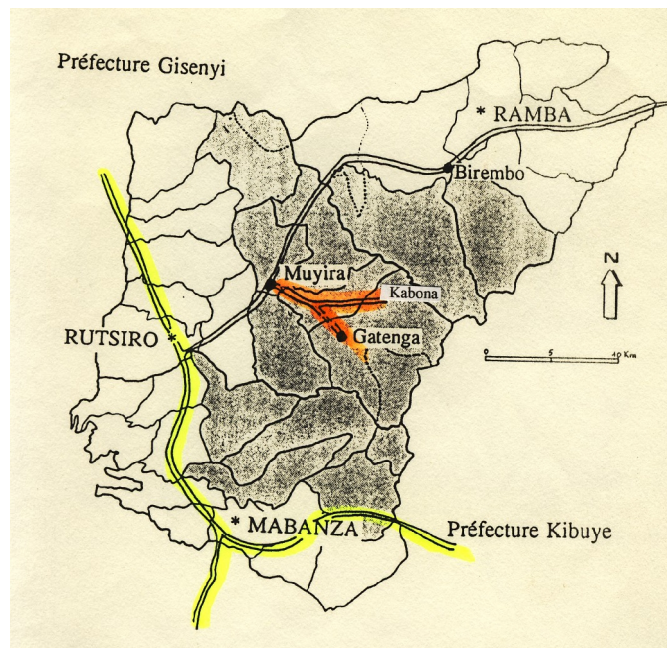 Préfecture Gisenyi
* RAMBA
Birembo
N
Muyira
Kabona
RUTSIRO *
Gatenga
0 5 10 Km
* MABANZA
Préfecture Kibuye